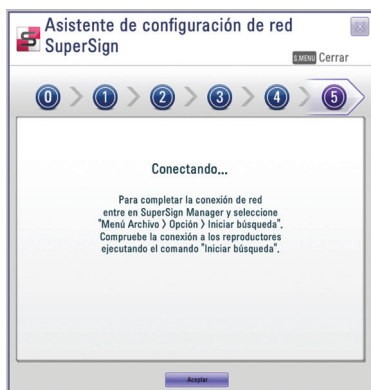 Asistente de configuración de red
SuperSign
S.MENU Cerrar
0 1 2 3 4 5
Conectando...
Para completar la conexión de red
entre en SuperSign Manager y seleccione
"Menú Archivo > Opción > Iniciar búsqueda".
Compruebe la conexión a los reproductores
ejecutando el comando "Iniciar búsqueda".
Aceptar